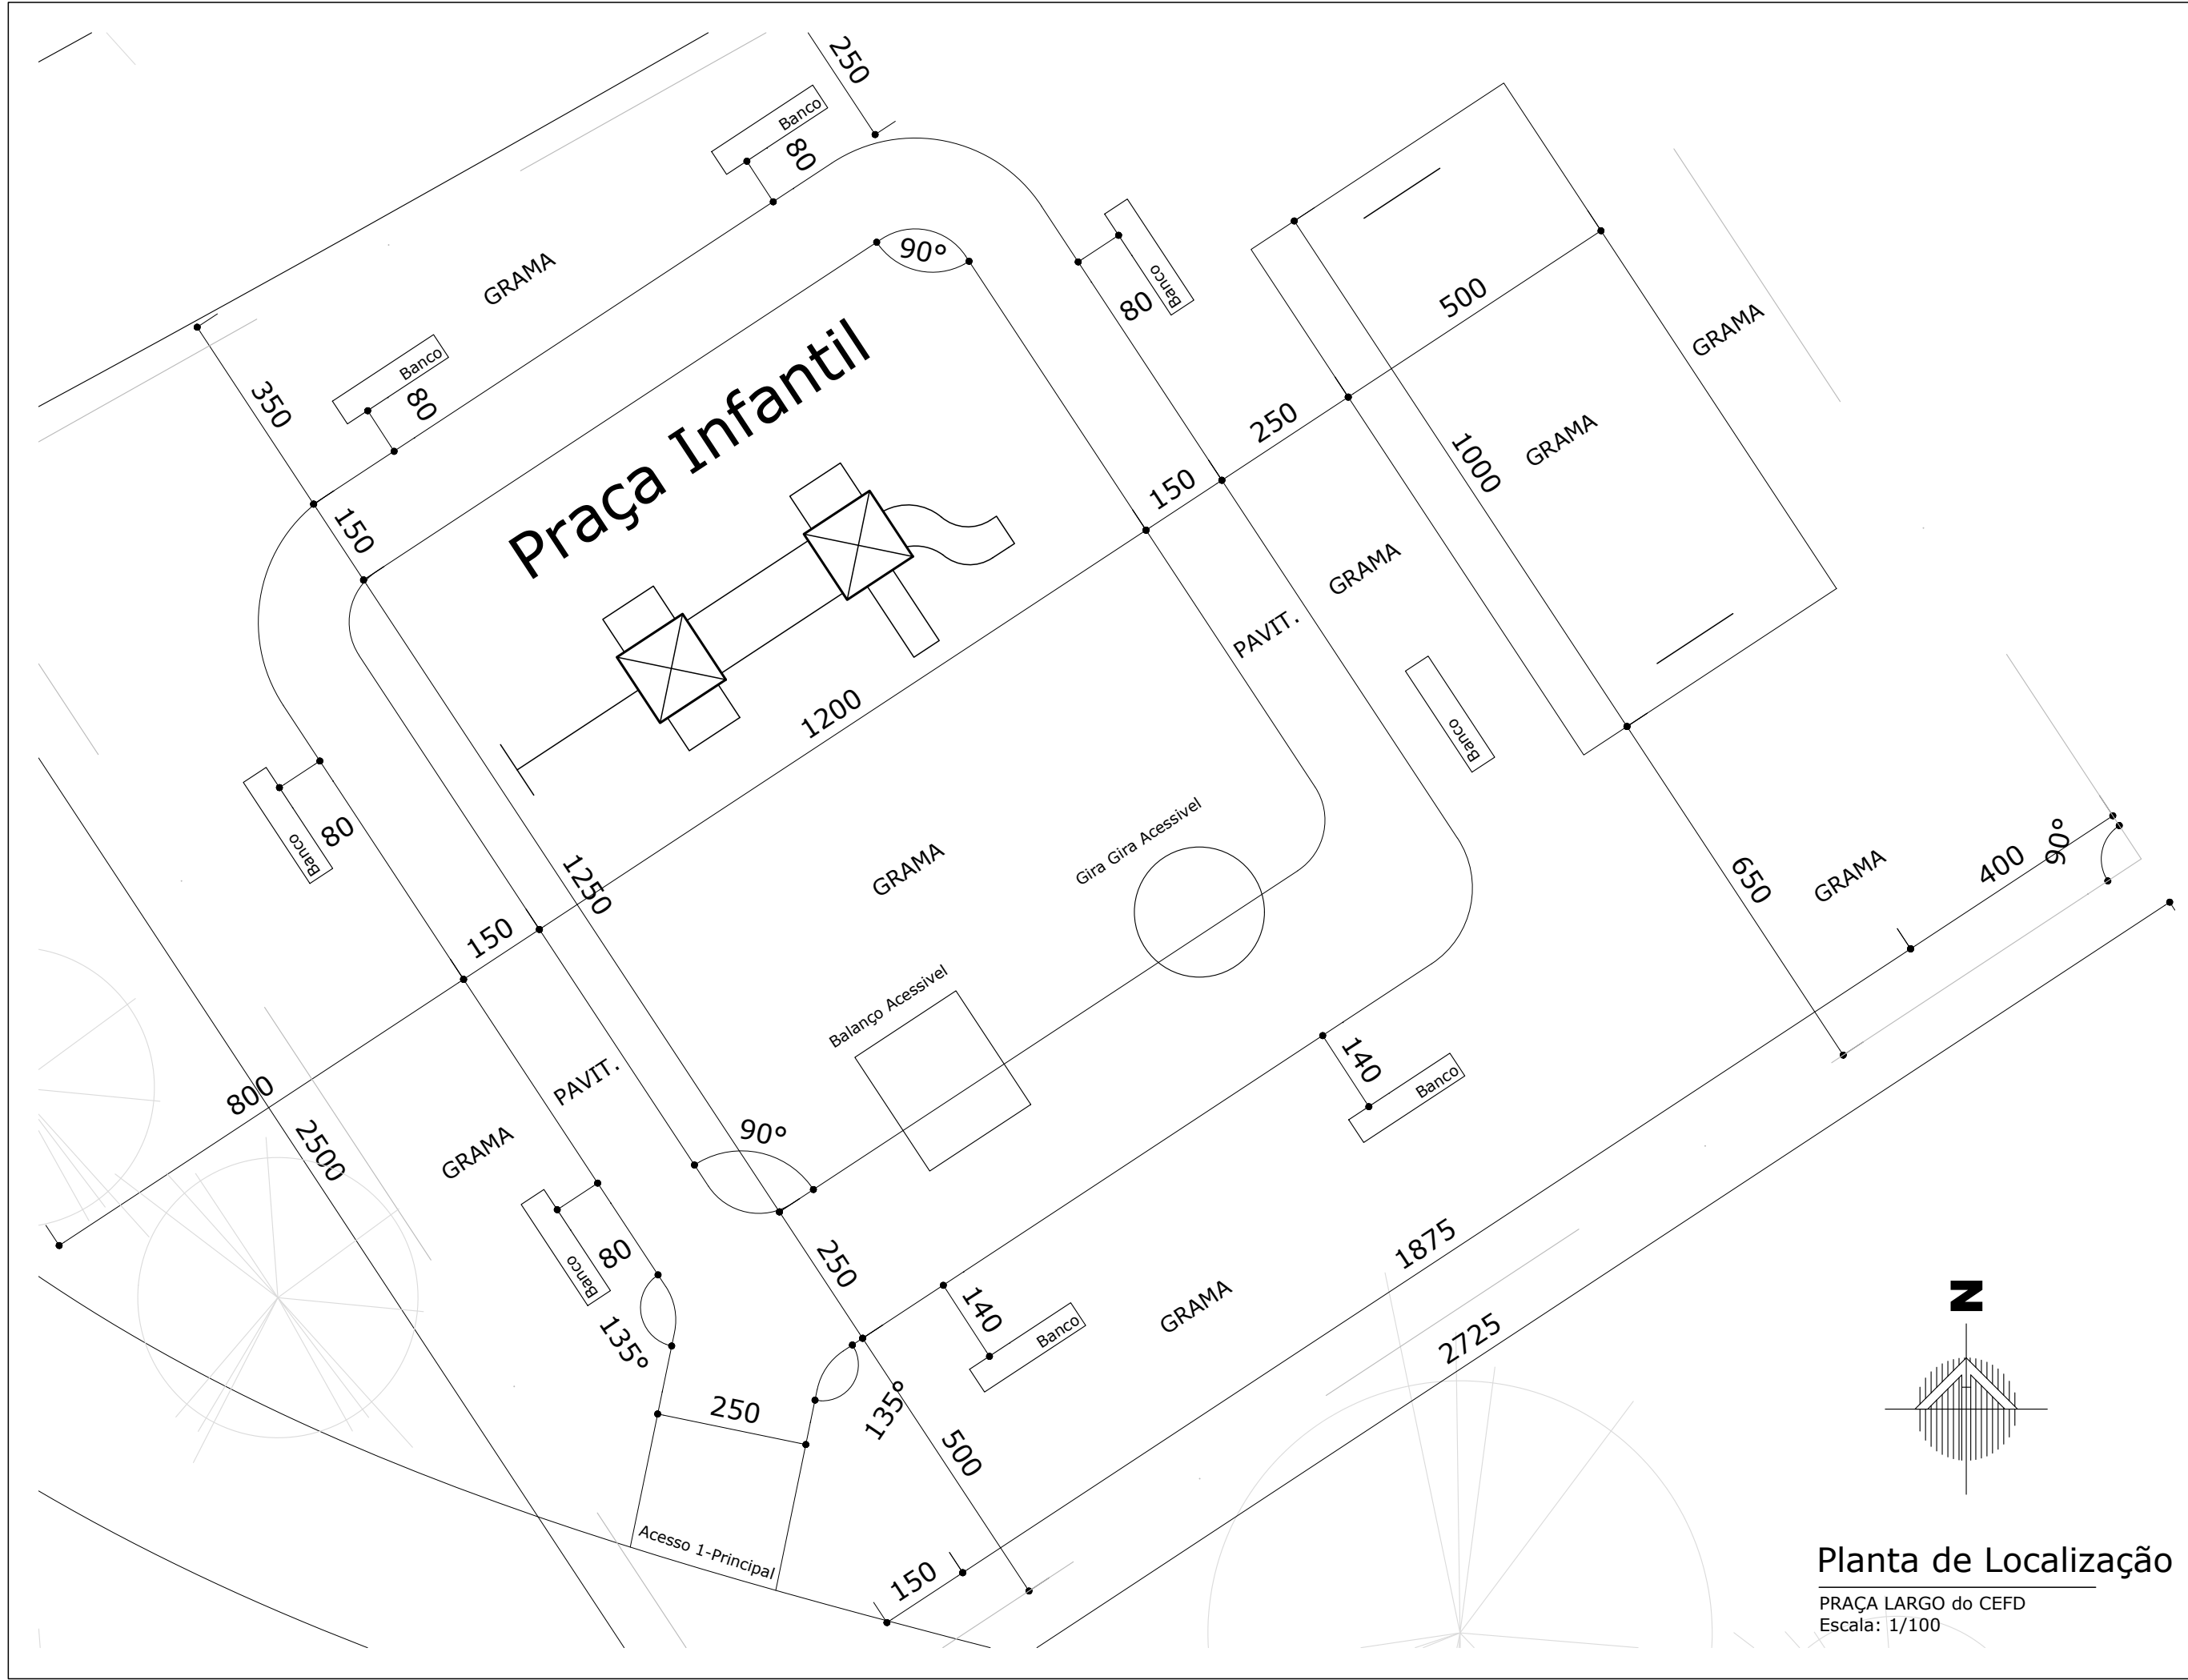 250
Banco
80
GRAMA
90°
Banco
80
500
GRAMA
350
Banco
80
Praça Infantil
250
1000
GRAMA
150
150
GRAMA
PAVIT.
1200
Banco
Banco
80
1250
GRAMA
Gira Gira Acessivel
650
GRAMA
400
90°
150
Balanço Acessivel
800
PAVIT.
140
Banco
2500
GRAMA
90°
Banco
80
250
140
Banco
GRAMA
1875
2725
135°
250
135°
500
N
Acesso 1-Principal
150
Planta de Localização
PRAÇA LARGO do CEFD
Escala: 1/100